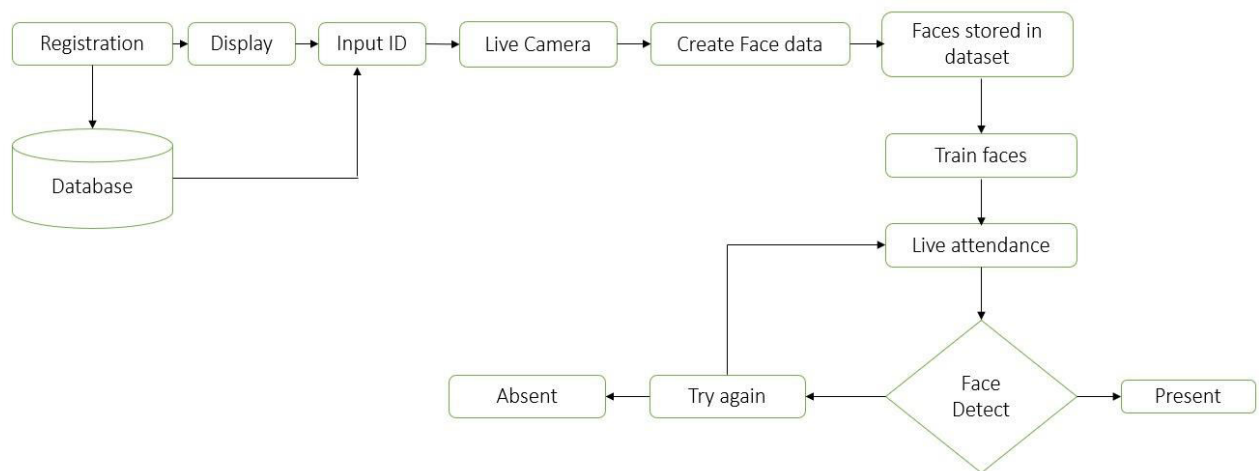 Registration
Display
Input ID
Live Camera
Create Face data
Faces stored in
dataset
Database
Train faces
Live attendance
Absent
Try again
Face
Detect
Present